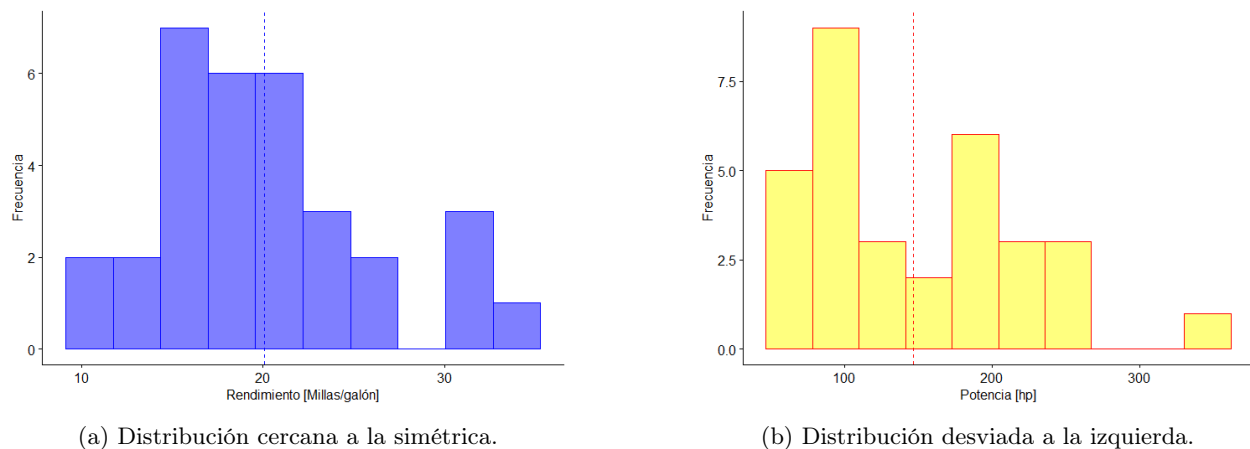 6
4
2
0
Frecuencia
10
20
30
Rendimiento [Millas/galón]
(a) Distribución cercana a la simétrica.
7.5
5.0
2.5
0.0
Frecuencia
100
200
300
Potencia [hp]
(b) Distribución desviada a la izquierda.